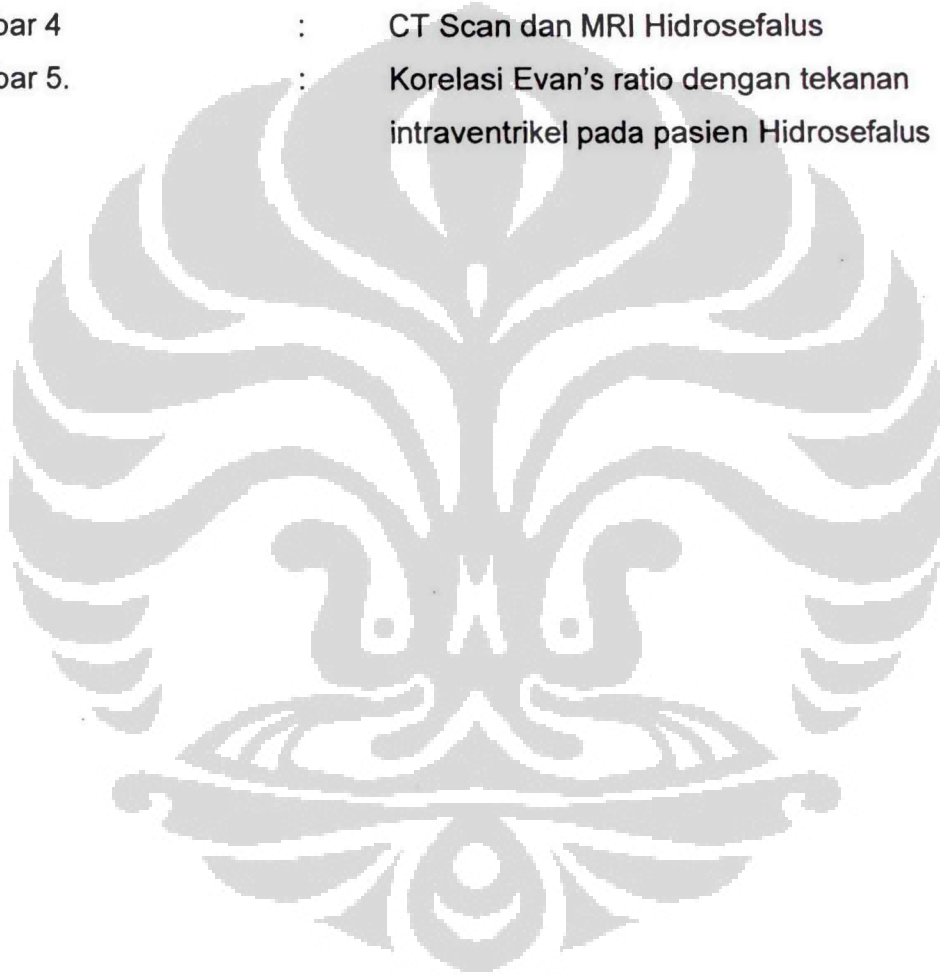 bar 4 : CT Scan dan MRI Hidrosefalus
bar 5. : Korelasi Evan's ratio dengan tekanan
intraventrikel pada pasien Hidrosefalus